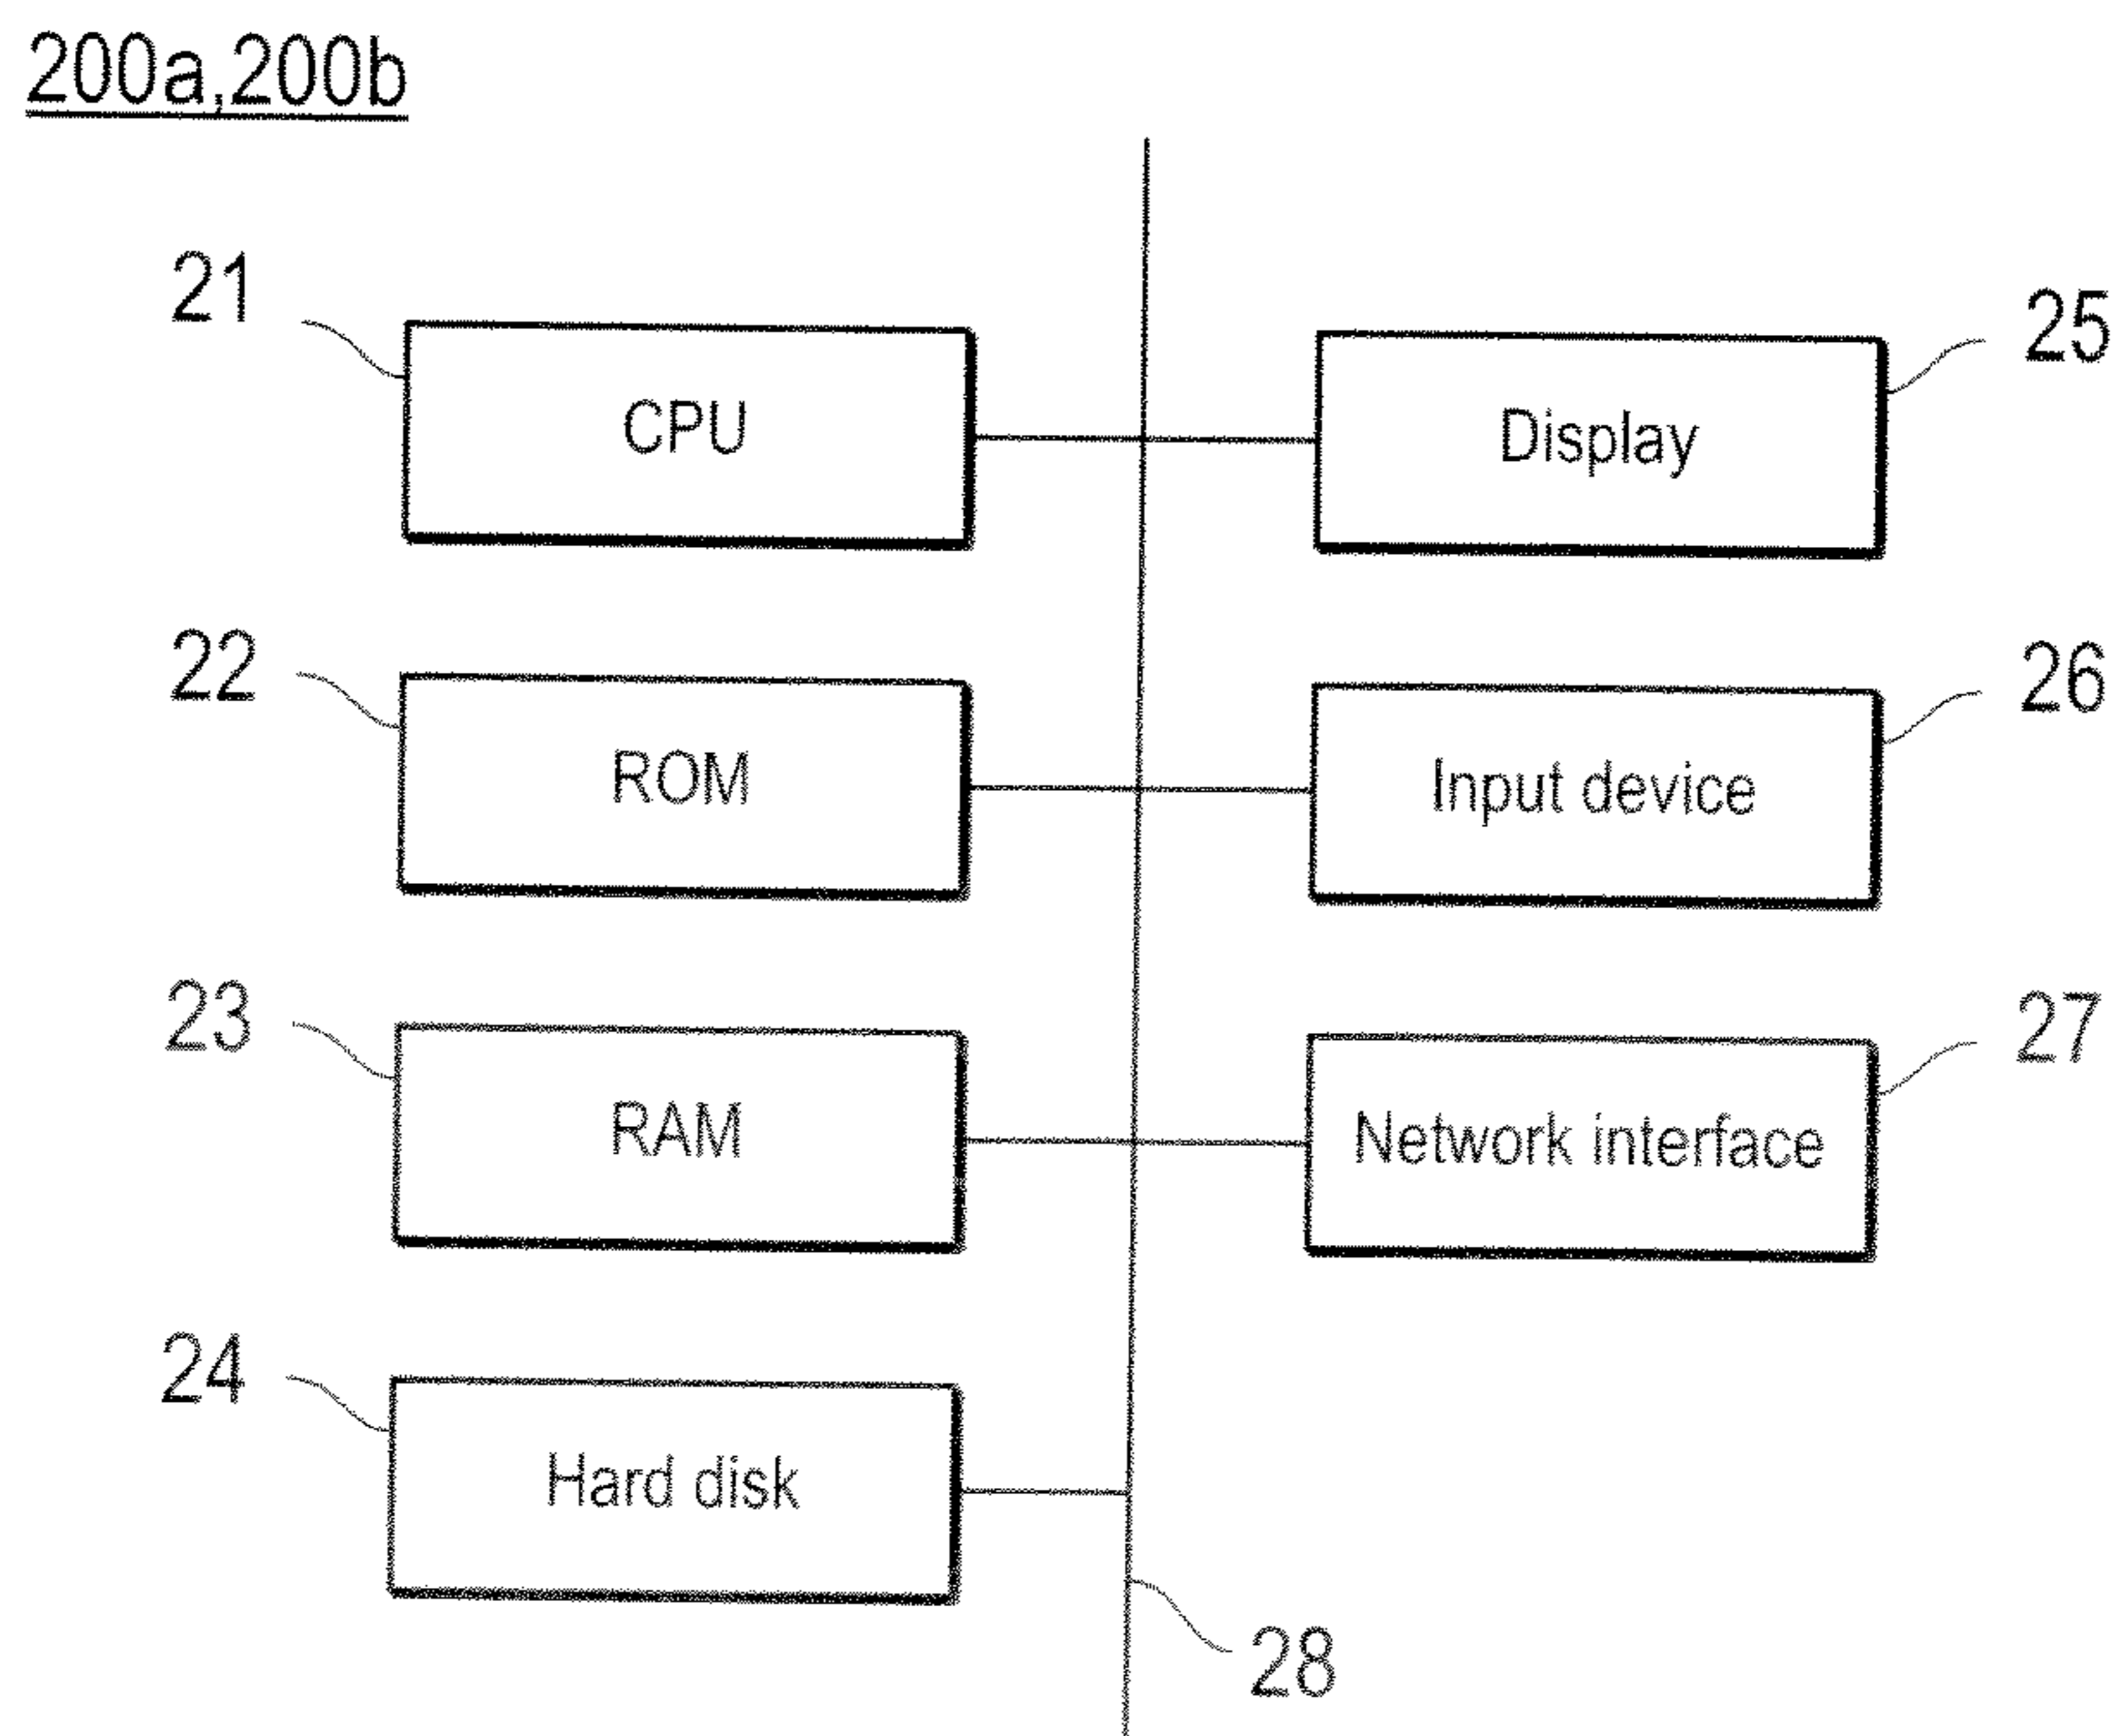 200a,200b
21
CPU
22
ROM
23
RAM
24
Hard disk
25
Display
26
Input device
27
Network interface
28